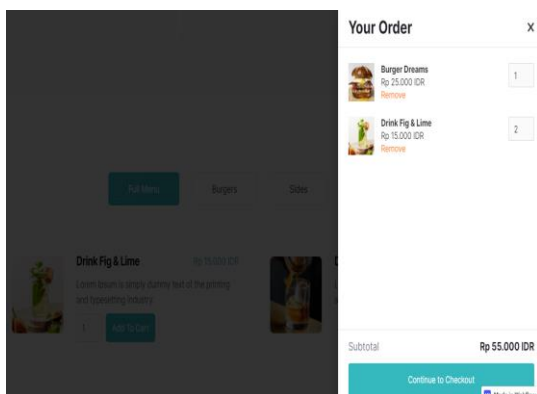 Your Order
X
Burger Dreams
Rp 25.000 IDR
Remove
1
Drink Fig & Lime
Rp 15.000 IDR
Remove
2
Full Menu
Burgers
Sides
Drink Fig & Lime
Rp 15.000 IDR
Lorem Ipsum is simply dummy text of the printing
and typesetting industry.
1
Add To Cart
Subtotal
Rp 55.000 IDR
Continue to Checkout